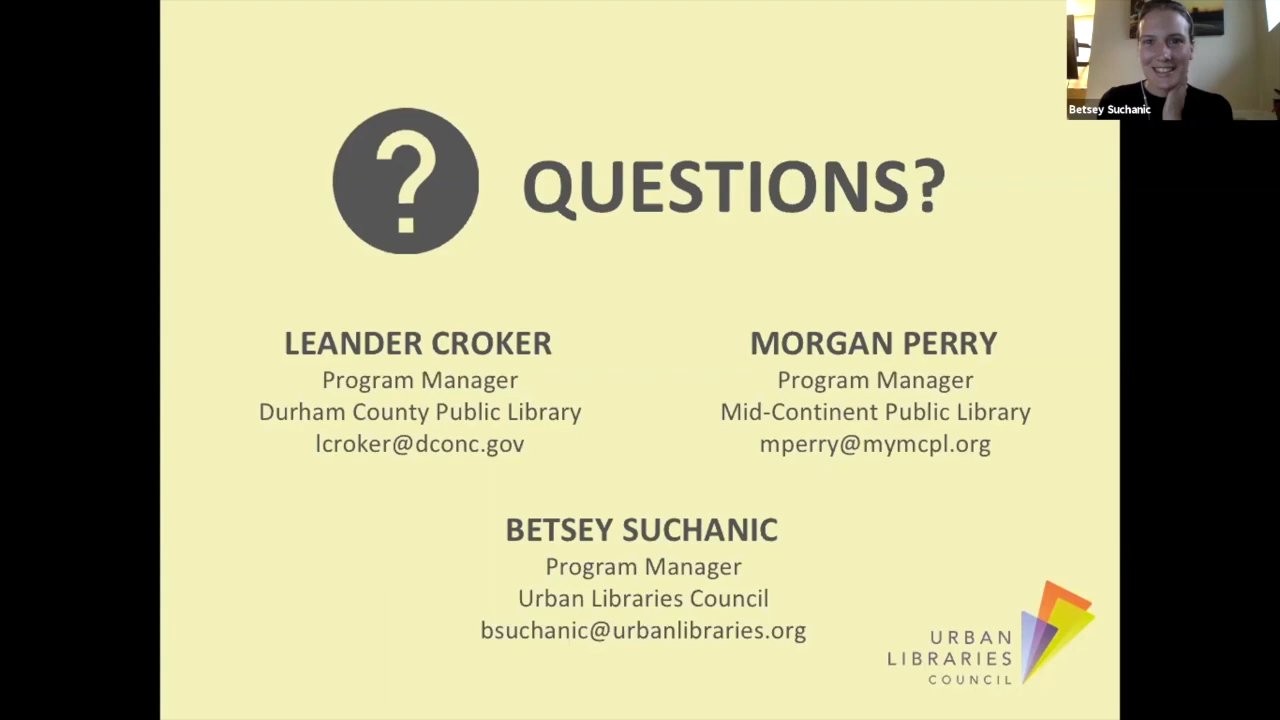 Betsey Suchanic
?
QUESTIONS?
LEANDER CROKER
Program Manager
Durham County Public Library
lcroker@dconc.gov
MORGAN PERRY
Program Manager
Mid-Continent Public Library
mperry@mymcpl.org
BETSEY SUCHANIC
Program Manager
Urban Libraries Council
bsuchanic@urbanlibraries.org
URBAN
LIBRARIES
COUNCIL